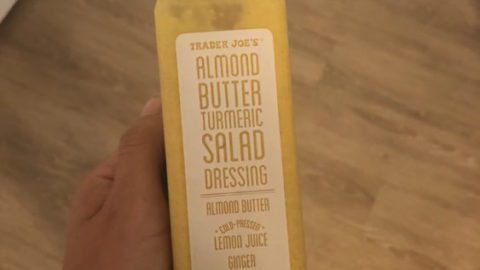 TRADER JOE'S
ALMOND
BUTTER
TURMERIC
SALAD
DRESSING
ALMOND BUTTER
• COLD-PRESSED •
LEMON JUICE
GINGER